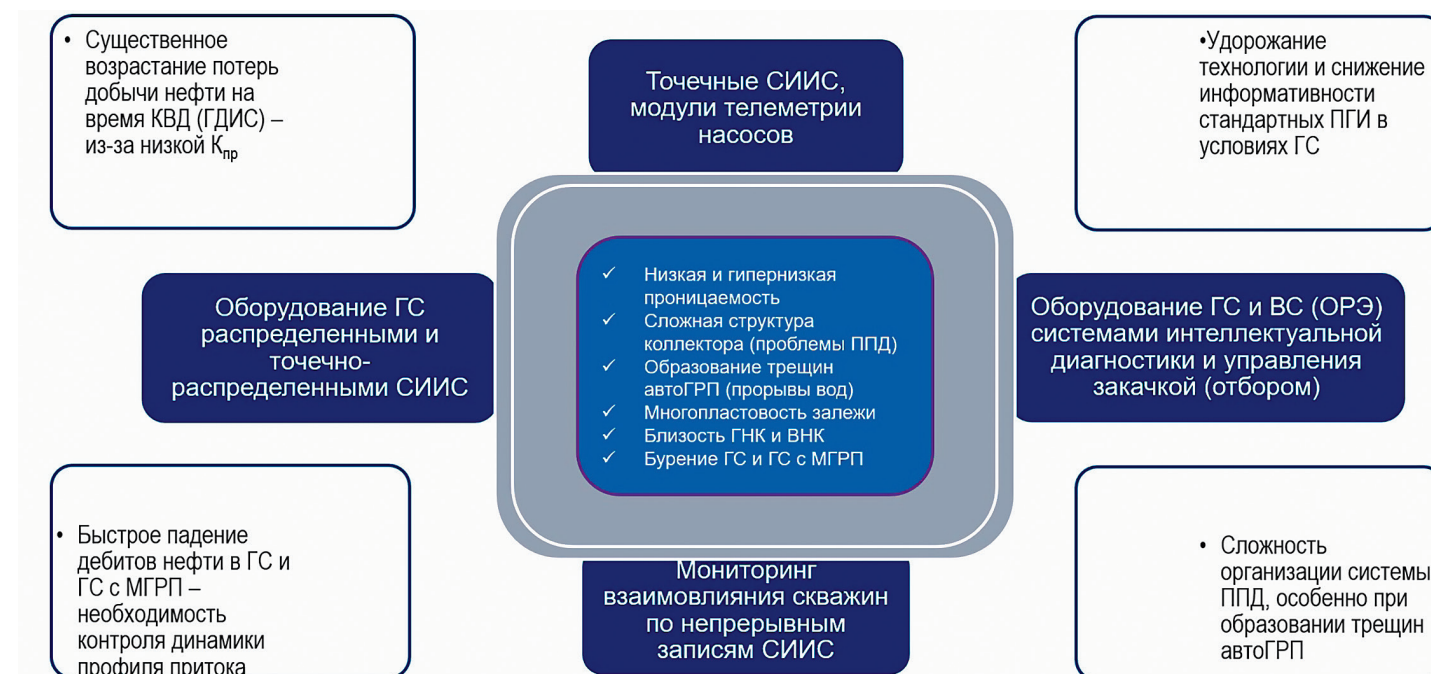 • Существенное
возрастание потерь
добычи нефти на
время КВД (ГДИС) –
из-за низкой Кпр
Точечные СИИС,
модули телеметрии
насосов
•Удорожание
технологии и снижение
информативности
стандартных ПГИ в
условиях ГС
Оборудование ГС
распределенными и
точечно-
распределенными СИИС
✓ Низкая и гипернизкая
проницаемость
✓ Сложная структура
коллектора (проблемы ППД)
✓ Образование трещин
автоГРП (прорывы вод)
✓ Многопластовость залежи
✓ Близость ГНК и ВНК
✓ Бурение ГС и ГС с МГРП
Оборудование ГС и ВС (ОРЭ)
системами интеллектуальной
диагностики и управления
закачкой (отбором)
• Быстрое падение
дебитов нефти в ГС и
ГС с МГРП –
необходимость
контроля динамики
профиля притока
Мониторинг
взаимовлияния скважин
по непрерывным
записям СИИС
• Сложность
организации системы
ППД, особенно при
образовании трещин
автоГРП